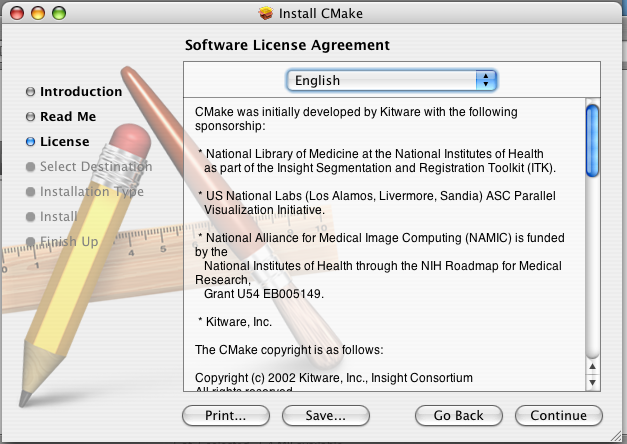 Install CMake
Software License Agreement
English
Introduction
Read Me
License
Select Destination
Installation Type
Install
Finish Up
CMake was initially developed by Kitware with the following
sponsorship:
* National Library of Medicine at the National Institutes of Health
as part of the Insight Segmentation and Registration Toolkit (ITK).
* US National Labs (Los Alamos, Livermore, Sandia) ASC Parallel
Visualization Initiative.
* National Alliance for Medical Image Computing (NAMIC) is funded
by the
National Institutes of Health through the NIH Roadmap for Medical
Research,
Grant U54 EB005149.
* Kitware, Inc.
The CMake copyright is as follows:
Copyright (c) 2002 Kitware, Inc., Insight Consortium
All rights reserved
Print...
Save...
Go Back
Continue